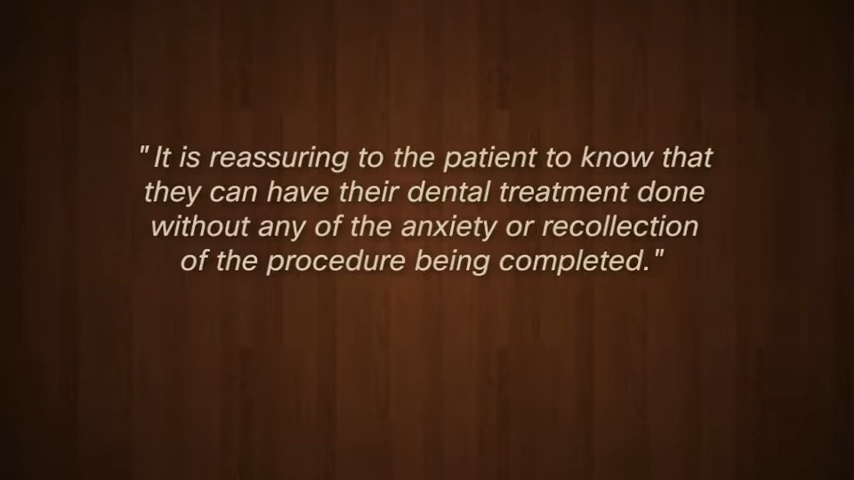 "It is reassuring to the patient to know that
they can have their dental treatment done
without any of the anxiety or recollection
of the procedure being completed."